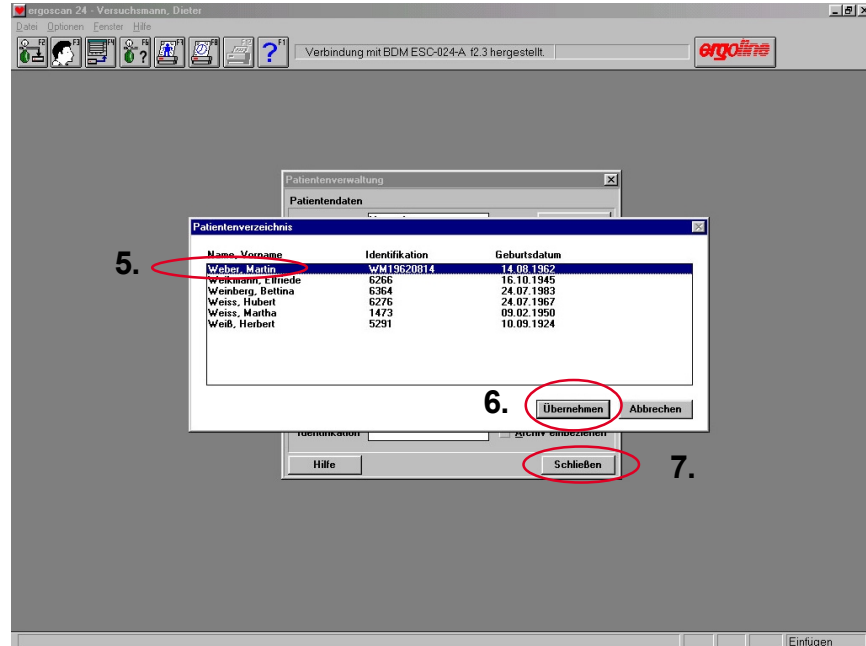 ergoscan 24 - Versuchsmann, Dieter
Datei Optionen Fenster Hilfe
F2 F3 F4 F6 F7 F8 F12 F1
Verbindung mit BDM ESC-024-A f2.3 hergestellt.
ergoline
Patientenverwaltung
Patientendaten
Patientenverzeichnis
5.
Name, Vorname Identifikation Geburtsdatum
Weber, Martin WM19620814 14.08.1962
Weikmann, Elfriede 6266 16.10.1945
Weinberg, Bettina 6364 24.07.1983
Weiss, Hubert 6276 24.07.1967
Weiss, Martha 1473 09.02.1950
Weiß, Herbert 5291 10.09.1924
6.
Übernehmen Abbrechen
Identifikation Archiv einbeziehen
Hilfe Schließen
7.
Einfügen